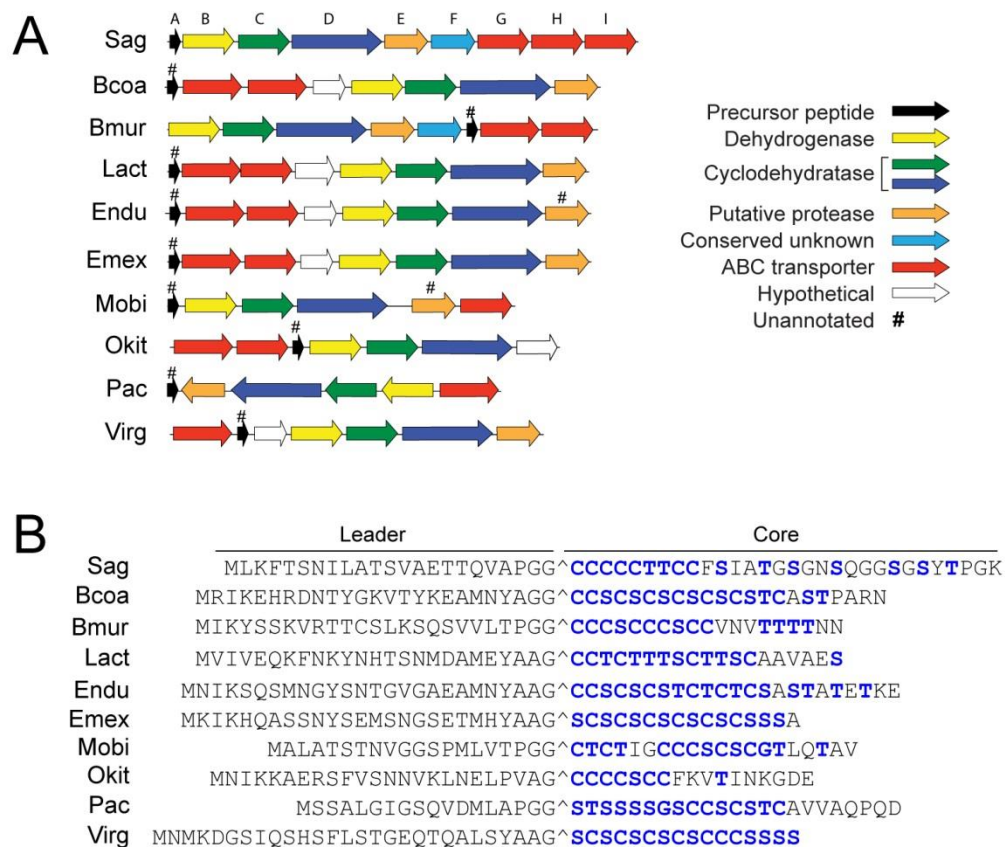 A
A B C D E F G H I
Sag
#
Bcoa
#
Bmur
#
Lact
# #
Endu
#
Emex
# #
Mobi
#
Okit
#
Pac
#
Virg
Precursor peptide
Dehydrogenase
Cyclodehydratase
Putative protease
Conserved unknown
ABC transporter
Hypothetical
Unannotated #
B
Leader Core
Sag MLKFTSNILATSVAETTQVAPGG^CCCCCTTCCFSIATGSGNSQGGSGSYTPGK
Bcoa MRIKEHRDNTYGKVTYKEAMNYAGG^CCSCSCSCSCSCSTCASTPARN
Bmur MIKYSSKVRTTCSLKSQSVVLTPGG^CCCSCCCSCCVNVTTTTNN
Lact MVIVEQKFNKYNHTSNMDAMEYAAG^CCTCTTTSCTTSCAAVAES
Endu MNIKSQSMNGYSNTGVGAEAMNYAAG^CCSCSCSTCTCTCSASTATETKE
Emex MKIKHQASSNYSEMSNGSETMHYAAG^SCSCSCSCSCSCSSSA
Mobi MALATSTNVGGSPMLVTPGG^CTCTIGCCCSCSCGTLQTAV
Okit MNIKKAERSFVSNNVKLNELPVAG^CCCCSCCFKVTINKGDE
Pac MSSALGIGSQVDMLAPGG^STSSSSGSCCSCSTCAVVAQPQD
Virg MNMKDGSIQSHSFLSTGEQTQALSYAAG^SCSCSCSCSCCCSSSS